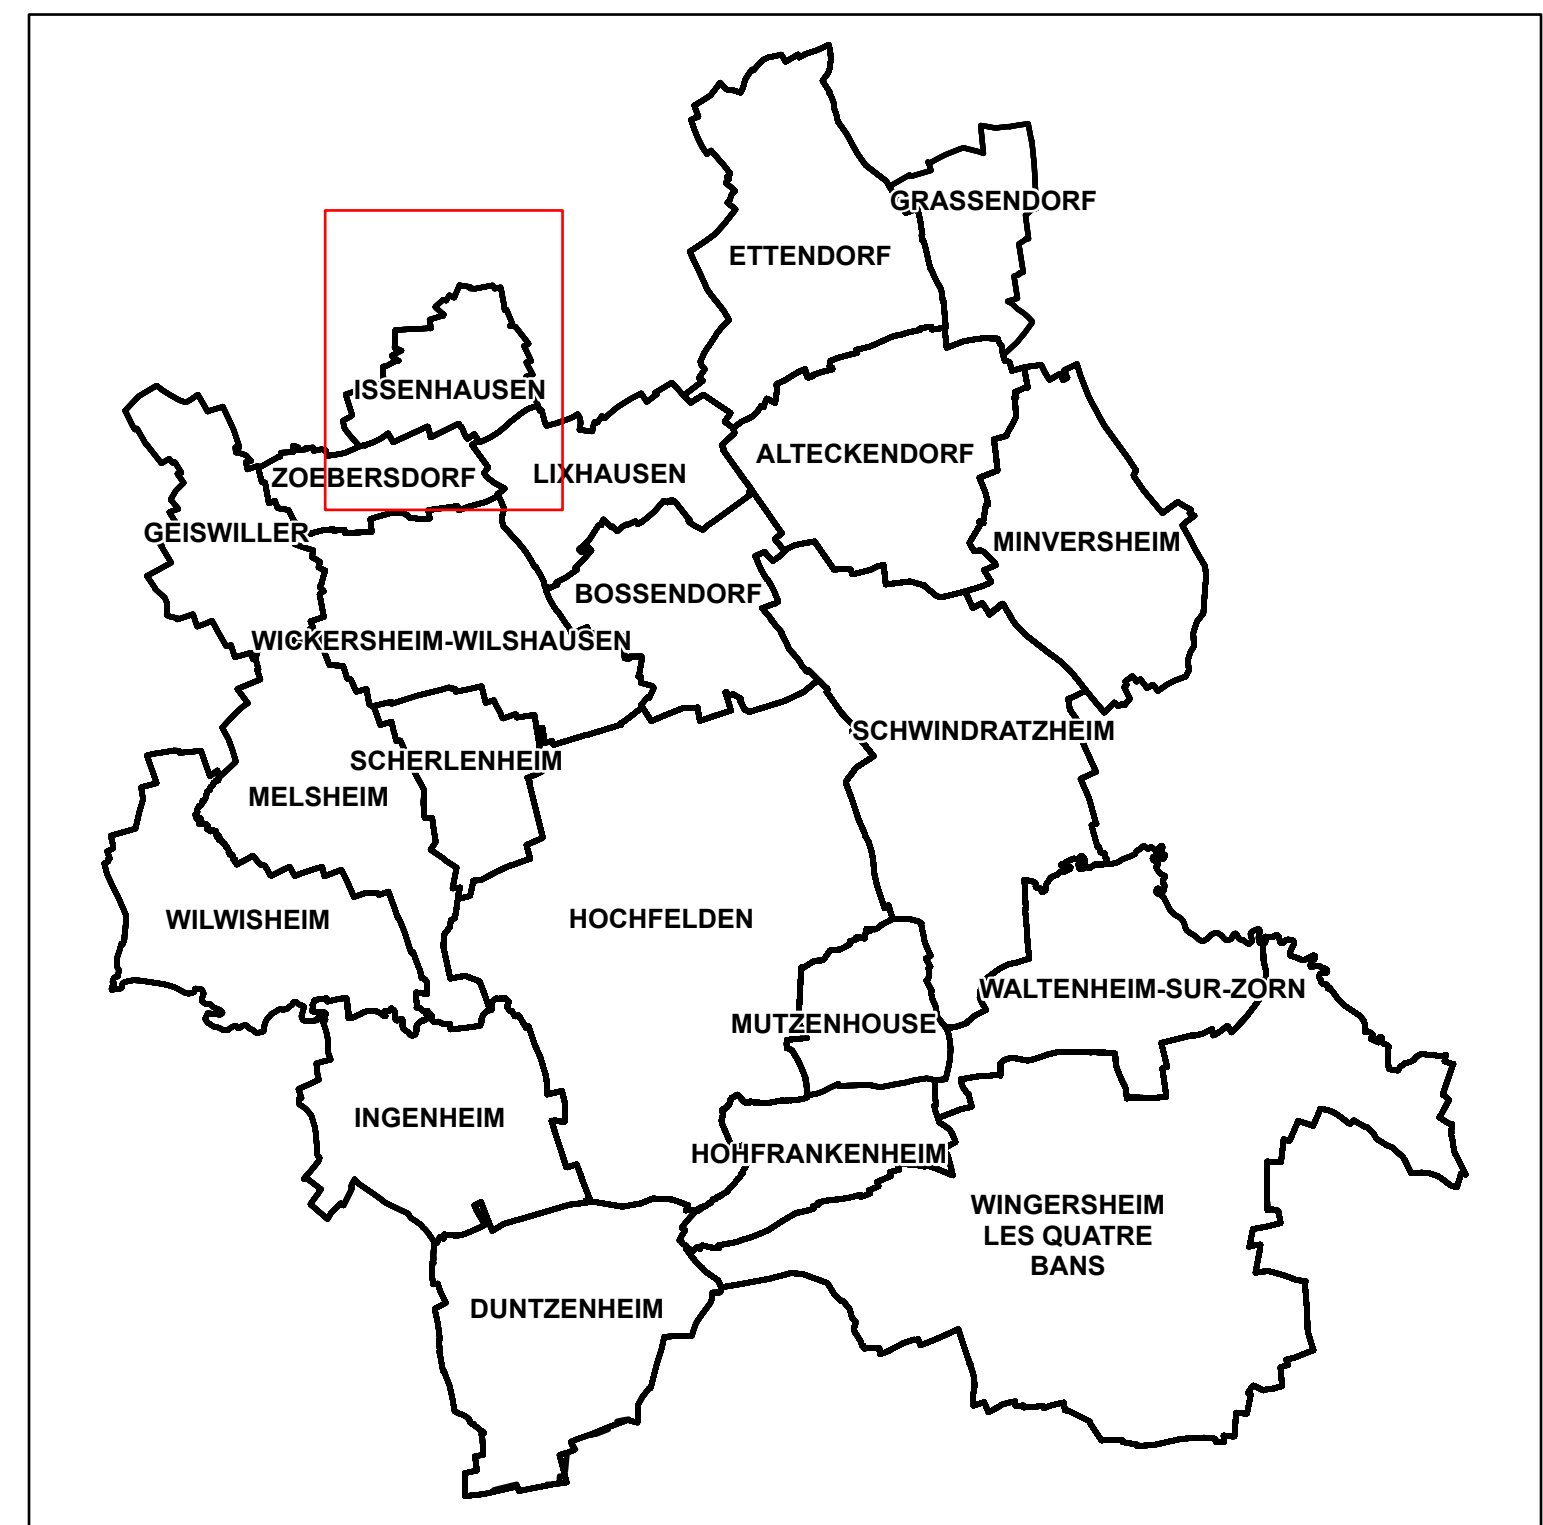 GRASSENDORF
ETTENDORF
ISSENHAUSEN
ALTECKENDORF
LIXHAUSEN
ZOEBERSDORF
GEISWILLER
MINVERSHEIM
BOSSENDORF
WICKERSHEIM-WILSHAUSEN
SCHWINDRATZHEIM
SCHERLENHEIM
MELSHEIM
WILWISHEIM
HOCHFELDEN
WALTENHEIM-SUR-ZORN
MUTZENHOUSE
INGENHEIM
HOHFRANKENHEIM
WINGERSHEIM
LES QUATRE
BANS
DUNTZENHEIM